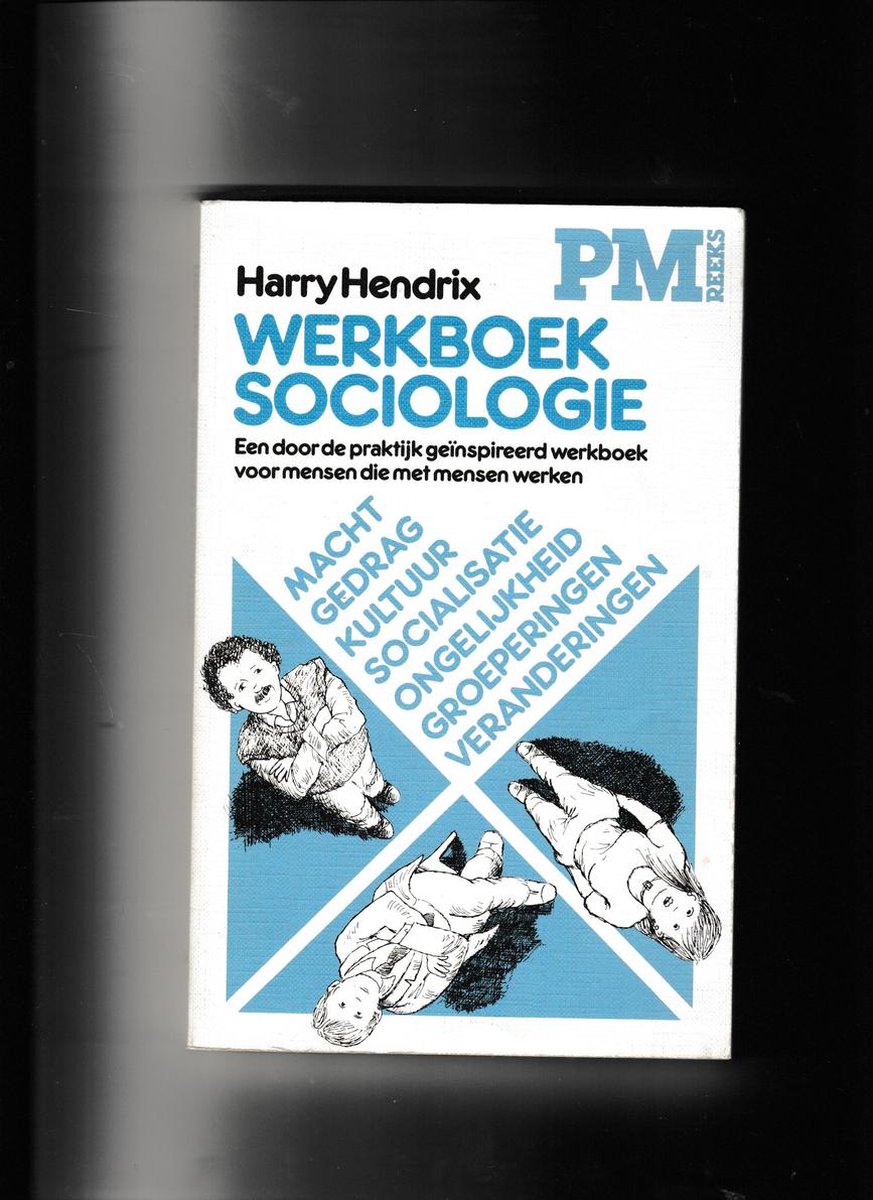 PM
REEKS
Harry Hendrix
WERKBOEK
SOCIOLOGIE
Een door de praktijk geïnspireerd werkboek
voor mensen die met mensen werken
MACHT
GEDRAG
KULTUUR
SOCIALISATIE
ONGELIJKHEID
GROEPERINGEN
VERANDERINGEN